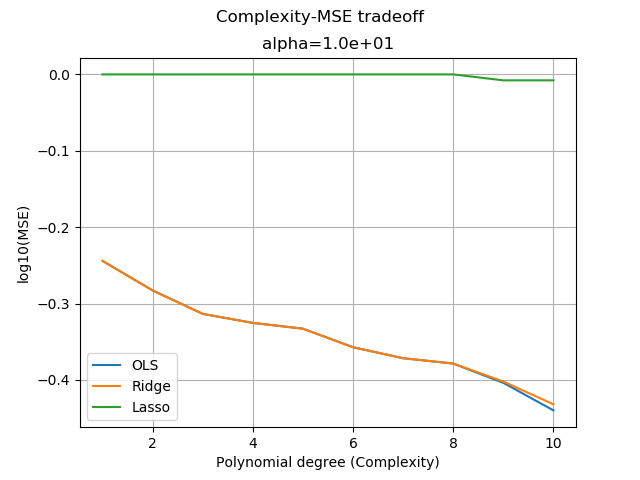 Complexity-MSE tradeoff
alpha=1.0e+01
0.0
−0.1
−0.2
−0.3
−0.4
log10(MSE)
OLS
Ridge
Lasso
2 4 6 8 10
Polynomial degree (Complexity)